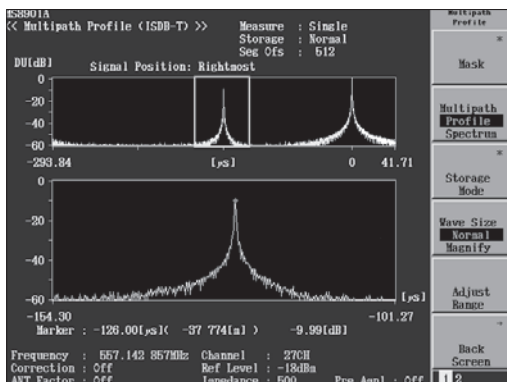 MS8901A
<< Multipath Profile (ISDB-T) >>
Measure : Single
Storage : Normal
Seg Ofs : 512
DU[dB]
Signal Position: Rightmost
0
-20
-40
-60
-293.84
[μs]
0
41.71
0
-20
-40
-60
[μs]
-154.30
-101.27
Marker : -126.00[μs]( -37 774[m] ) -9.99[dB]
Frequency : 557.142 857MHz Channel : 27CH
Correction : Off Ref Level : -18dBm
ANT Factor : Off Impedance : 50Ω Pre Ampl : Off
Multipath
Profile
*
Mask
Multipath
Profile
Spectrum
*
Storage
Mode
Wave Size
Normal
Magnify
Adjust
Range
→
Back
Screen
1 2